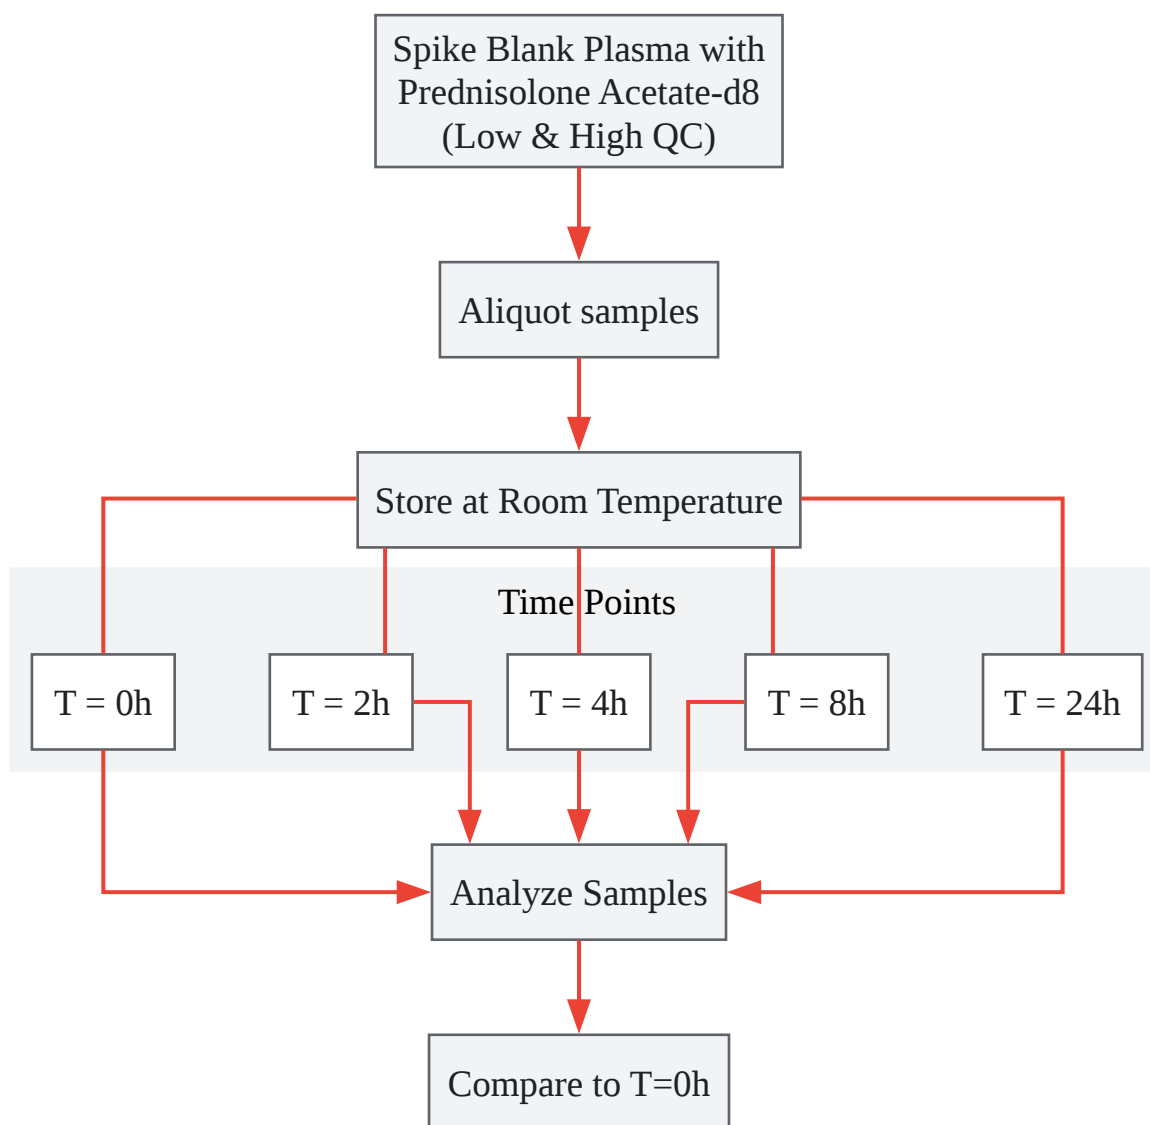 Spike Blank Plasma with
Prednisolone Acetate-d8
(Low & High QC)
Aliquot samples
Store at Room Temperature
Time Points
T = 0h
T = 2h
T = 4h
T = 8h
T = 24h
Analyze Samples
Compare to T=0h